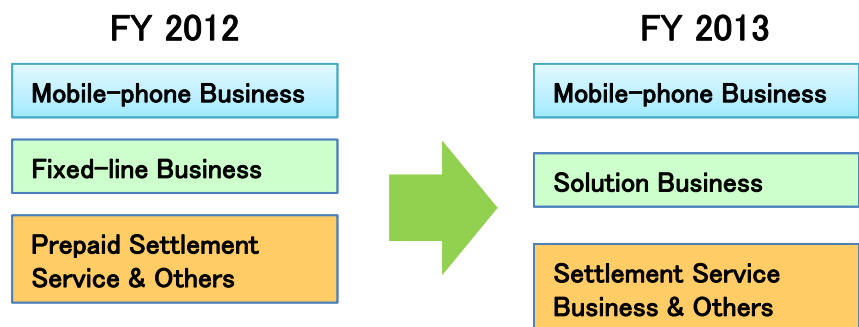 FY 2012
Mobile-phone Business
Fixed-line Business
Prepaid Settlement
Service & Others
FY 2013
Mobile-phone Business
Solution Business
Settlement Service
Business & Others